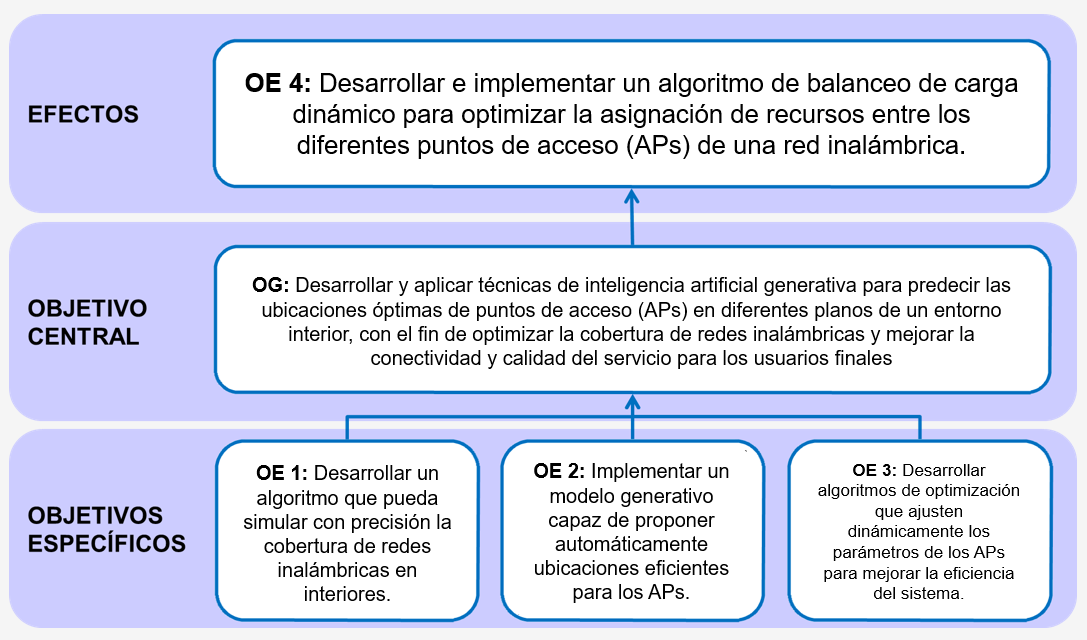 EFECTOS
OE 4: Desarrollar e implementar un algoritmo de balanceo de carga
dinámico para optimizar la asignación de recursos entre los
diferentes puntos de acceso (APs) de una red inalámbrica.
OBJETIVO
CENTRAL
OG: Desarrollar y aplicar técnicas de inteligencia artificial generativa para predecir las
ubicaciones óptimas de puntos de acceso (APs) en diferentes planos de un entorno
interior, con el fin de optimizar la cobertura de redes inalámbricas y mejorar la
conectividad y calidad del servicio para los usuarios finales
OBJETIVOS
ESPECÍFICOS
OE 1: Desarrollar un
algoritmo que pueda
simular con precisión la
cobertura de redes
inalámbricas en
interiores.
OE 2: Implementar un
modelo generativo
capaz de proponer
automáticamente
ubicaciones eficientes
para los APs.
OE 3: Desarrollar
algoritmos de optimización
que ajusten
dinámicamente los
parámetros de los APs
para mejorar la eficiencia
del sistema.